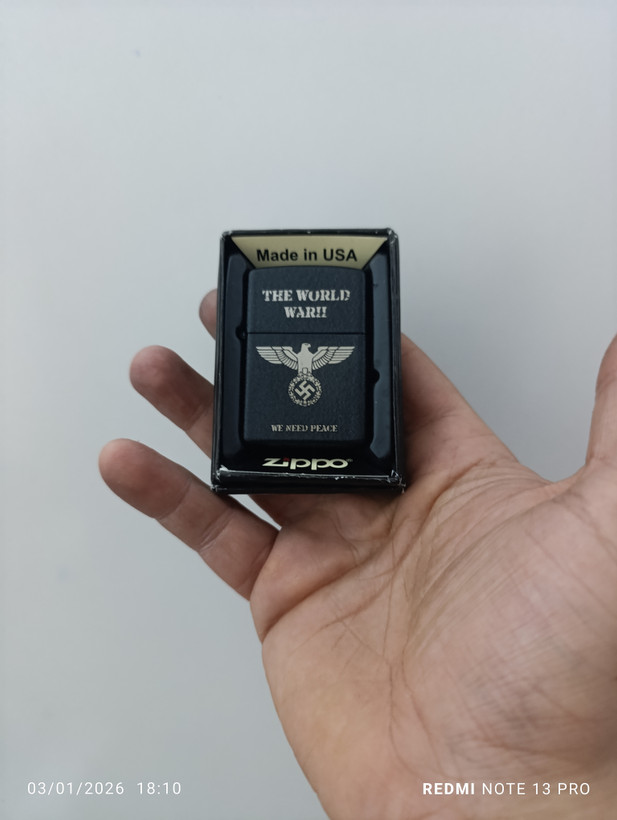 Made in USA
THE WORLD
WAR!!
WE NEED PEACE
zippo
03/01/2026 18:10
REDMI NOTE 13 PRO